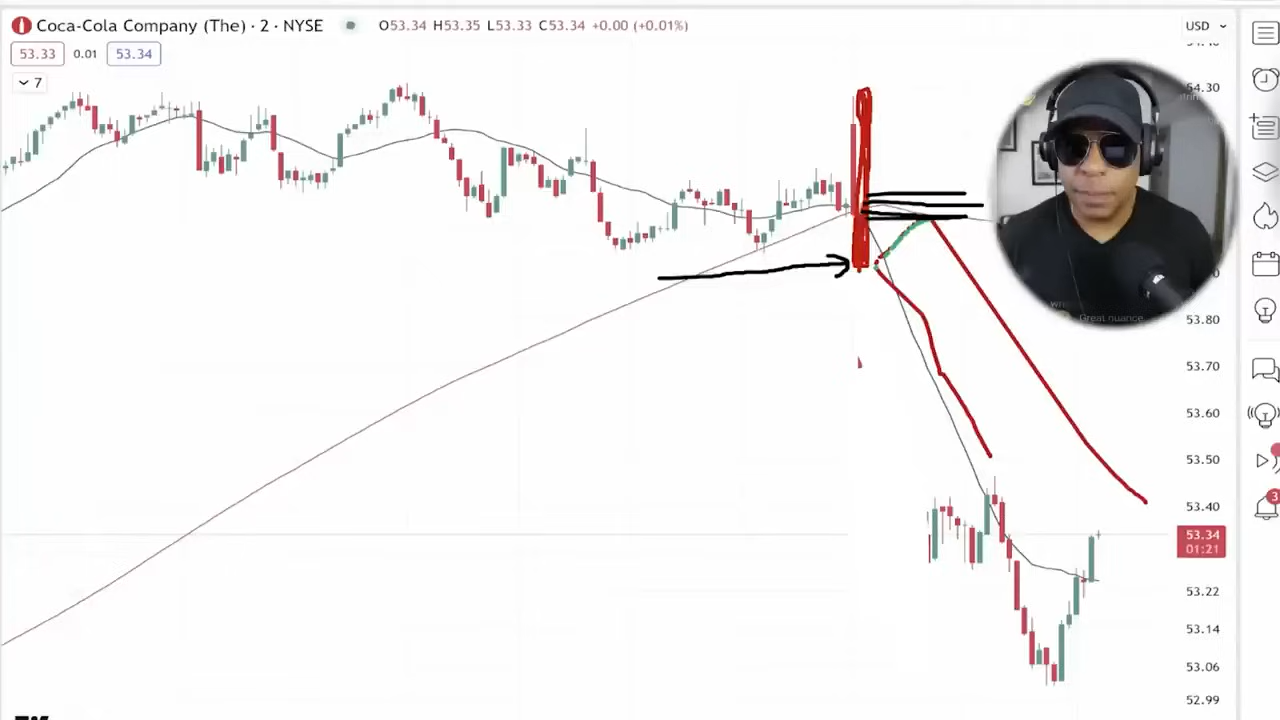 Coca-Cola Company (The) · 2 · NYSE
O53.34 H53.35 L53.33 C53.34 +0.00 (+0.01%)
USD
53.33 0.01 53.34
7
54.30
Great nuance.
53.80
53.70
53.60
53.50
53.40
53.34
01:21
53.22
53.14
53.06
52.99
3